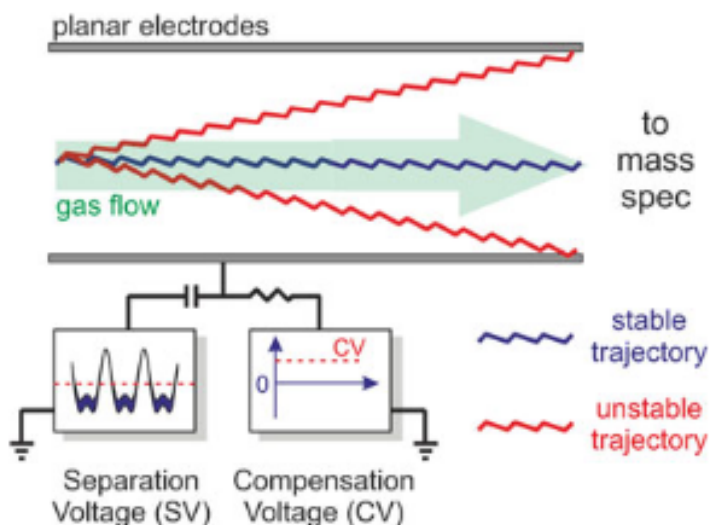 planar electrodes
to
mass
spec
gas flow
CV
0
stable
trajectory
unstable
trajectory
Separation
Voltage (SV)
Compensation
Voltage (CV)